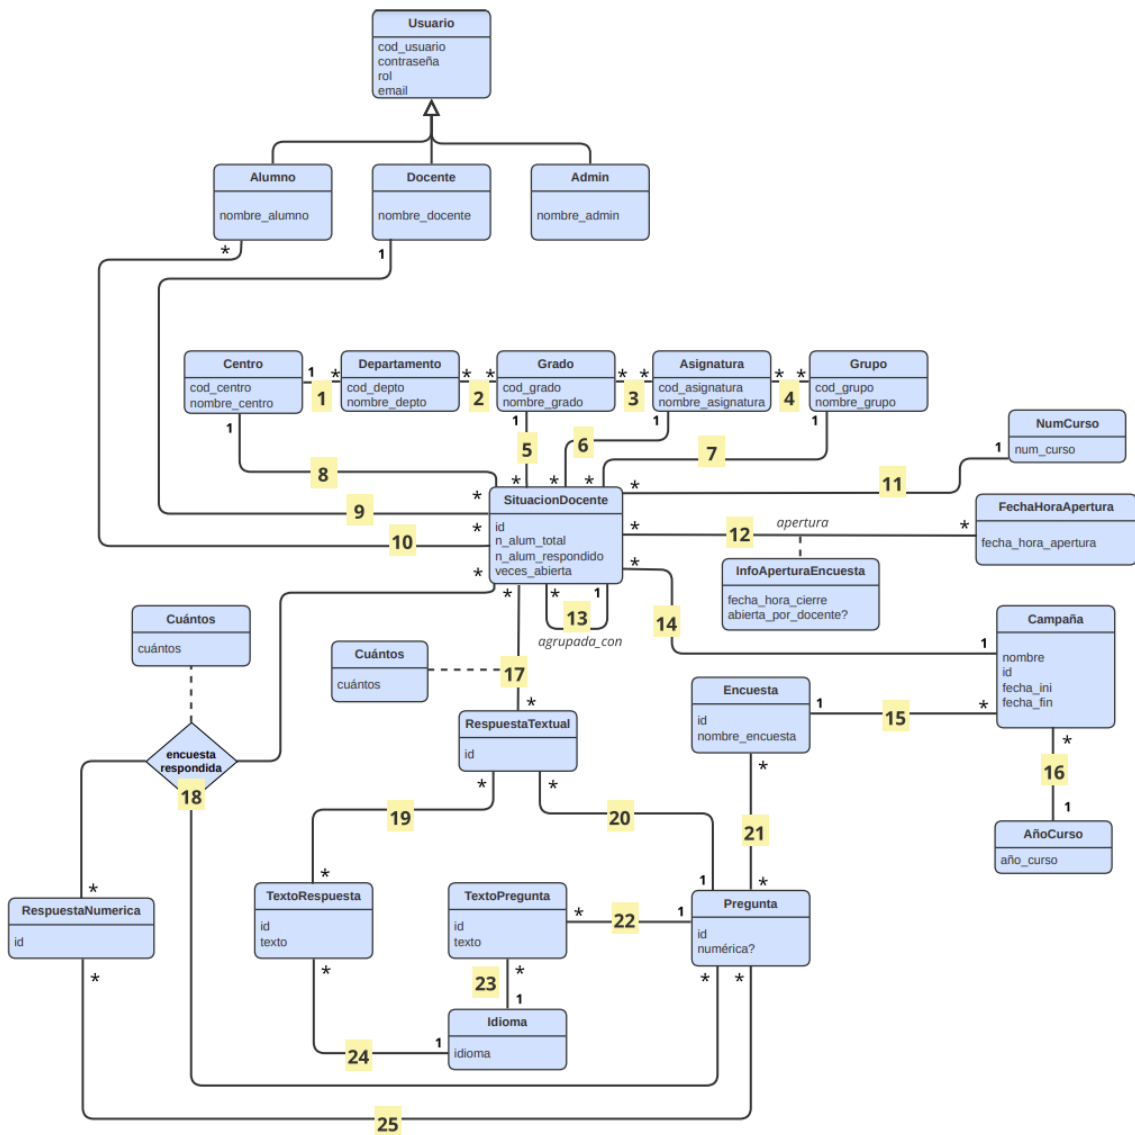 Usuario
cod_usuario
contraseña
rol
email
Alumno
nombre_alumno
Docente
nombre_docente
Admin
nombre_admin
*
1
Centro
cod_centro
nombre_centro
1
*
1
Departamento
cod_depto
nombre_depto
*
*
2
Grado
cod_grado
nombre_grado
*
*
3
Asignatura
cod_asignatura
nombre_asignatura
*
*
4
Grupo
cod_grupo
nombre_grupo
NumCurso
num_curso
1
1
1
1
1
5
6
7
8
11
*
*
*
*
SituacionDocente
id
n_alum_total
n_alum_respondido
veces_abierta
*
9
*
10
*
*
12
apertura
*
FechaHoraApertura
fecha_hora_apertura
InfoAperturaEncuesta
fecha_hora_cierre
abierta_por_docente?
*
*
*
1
13
agrupada_con
14
1
Campaña
nombre
id
fecha_ini
fecha_fin
Cuántos
cuántos
Cuántos
cuántos
17
*
Encuesta
id
nombre_encuesta
1
15
*
*
16
1
AñoCurso
año_curso
RespuestaTextual
id
encuesta
respondida
18
*
*
*
19
20
21
*
*
1
*
RespuestaNumerica
id
TextoRespuesta
id
texto
TextoPregunta
id
texto
*
22
1
Pregunta
id
numérica?
*
*
*
23
*
*
1
Idioma
idioma
24
1
25